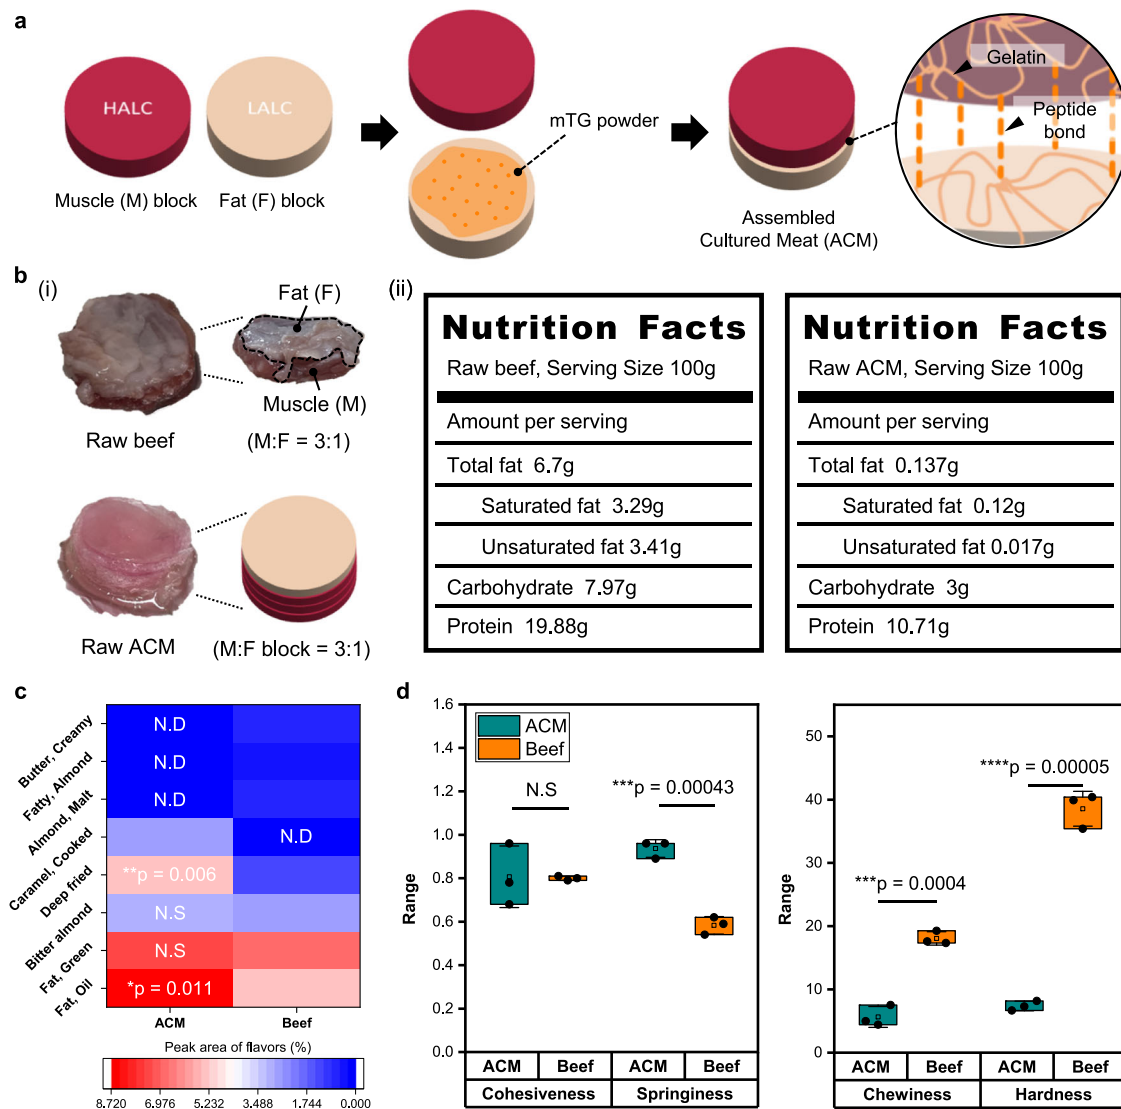 a
HALC
LALC
Muscle (M) block
Fat (F) block
mTG powder
Assembled
Cultured Meat (ACM)
Gelatin
Peptide
bond
b
(i)
Raw beef
Fat (F)
Muscle (M)
(M:F = 3:1)
Raw ACM
(M:F block = 3:1)
(ii)
Nutrition Facts
Raw beef, Serving Size 100g
Amount per serving
Total fat 6.7g
Saturated fat 3.29g
Unsaturated fat 3.41g
Carbohydrate 7.97g
Protein 19.88g
Nutrition Facts
Raw ACM, Serving Size 100g
Amount per serving
Total fat 0.137g
Saturated fat 0.12g
Unsaturated fat 0.017g
Carbohydrate 3g
Protein 10.71g
c
Butter, Creamy
N.D
Fatty, Almond
N.D
Almond, Malt
N.D
Caramel, Cooked
N.D
Deep fried
**p = 0.006
Bitter almond
N.S
Fat, Green
N.S
Fat, Oil
*p = 0.011
ACM
Beef
Peak area of flavors (%)
8.720 6.976 5.232 3.488 1.744 0.000
d
Range
1.6
1.4
1.2
1.0
0.8
0.6
0.4
0.2
0.0
ACM
Beef
N.S
***p = 0.00043
ACM Beef ACM Beef
Cohesiveness Springiness
Range
50
40
30
20
10
0
***p = 0.0004
****p = 0.00005
ACM Beef ACM Beef
Chewiness Hardness